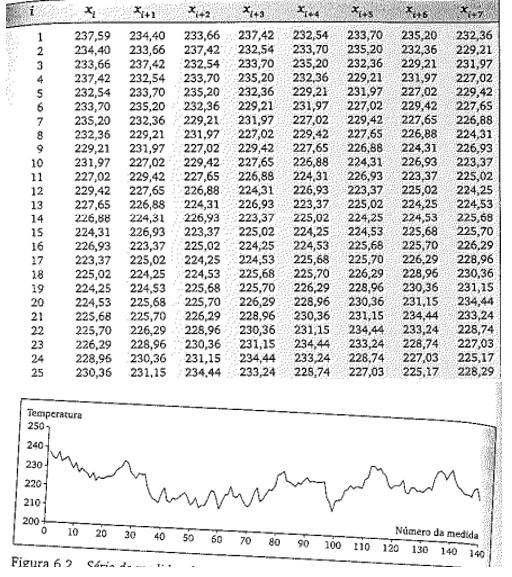 i xi xi+1 xi+2 xi+3 xi+4 xi+5 xi+6 xi+7
1 237,59 234,40 233,66 237,42 232,54 233,70 235,20 232,36
2 234,40 233,66 237,42 232,54 233,70 235,20 232,36 229,21
3 233,66 237,42 232,54 233,70 235,20 232,36 229,21 231,97
4 237,42 232,54 233,70 235,20 232,36 229,21 231,97 227,02
5 232,54 233,70 235,20 232,36 229,21 231,97 227,02 229,42
6 233,70 235,20 232,36 229,21 231,97 227,02 229,42 227,65
7 235,20 232,36 229,21 231,97 227,02 229,42 227,65 226,88
8 232,36 229,21 231,97 227,02 229,42 227,65 226,88 224,31
9 229,21 231,97 227,02 229,42 227,65 226,88 224,31 226,93
10 231,97 227,02 229,42 227,65 226,88 224,31 226,93 223,37
11 227,02 229,42 227,65 226,88 224,31 226,93 223,37 225,02
12 229,42 227,65 226,88 224,31 226,93 223,37 225,02 224,25
13 227,65 226,88 224,31 226,93 223,37 225,02 224,25 224,53
14 226,88 224,31 226,93 223,37 225,02 224,25 224,53 225,68
15 224,31 226,93 223,37 225,02 224,25 224,53 225,68 225,70
16 226,93 223,37 225,02 224,25 224,53 225,68 225,70 226,29
17 223,37 225,02 224,25 224,53 225,68 225,70 226,29 228,96
18 225,02 224,25 224,53 225,68 225,70 226,29 228,96 230,36
19 224,25 224,53 225,68 225,70 226,29 228,96 230,36 231,15
20 224,53 225,68 225,70 226,29 228,96 230,36 231,15 234,44
21 225,68 225,70 226,29 228,96 230,36 231,15 234,44 233,24
22 225,70 226,29 228,96 230,36 231,15 234,44 233,24 228,74
23 226,29 228,96 230,36 231,15 234,44 233,24 228,74 227,03
24 228,96 230,36 231,15 234,44 233,24 228,74 227,03 225,17
25 230,36 231,15 234,44 233,24 228,74 227,03 225,17 228,29
Temperatura
250
240
230
220
210
200
Número da medida
0 10 20 30 40 50 60 70 80 90 100 110 120 130 140 140
Figura 6.2 Série de